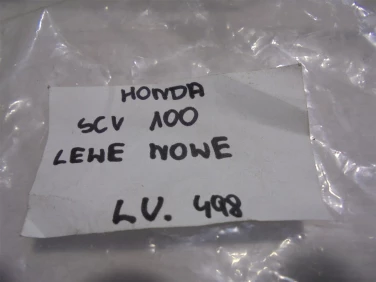 HONDA
SCV 100
LEWE NOWE
LV. 498